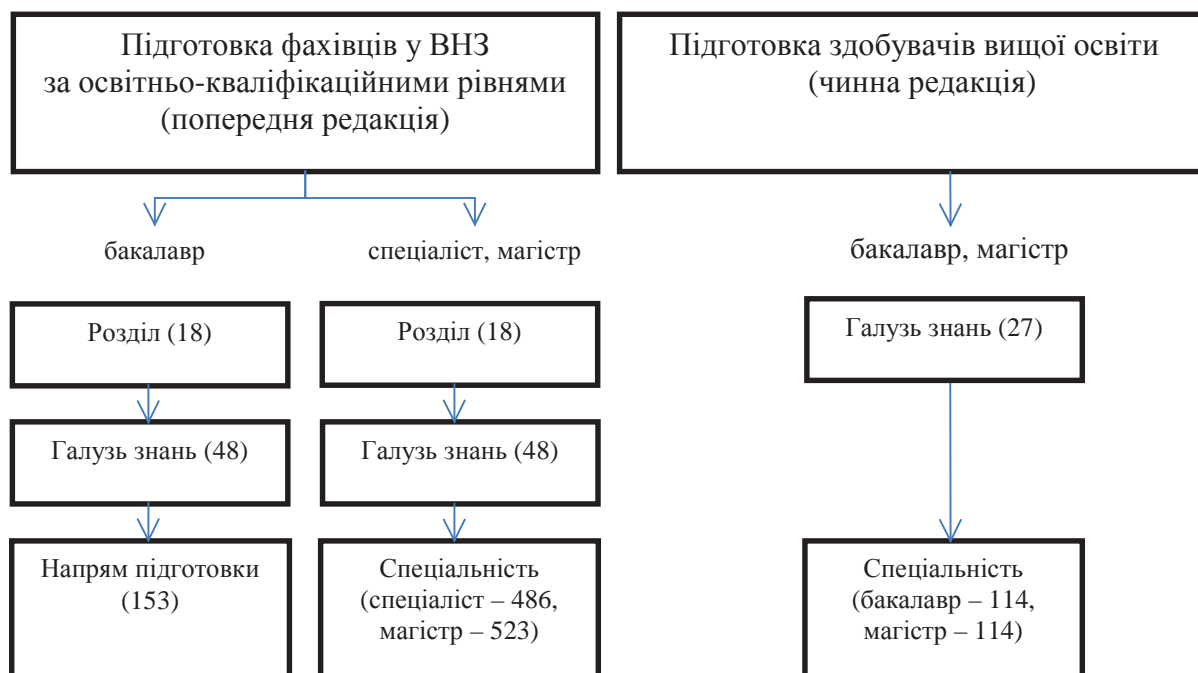 Підготовка фахівців у ВНЗ
за освітньо-кваліфікаційними рівнями
(попередня редакція)
Підготовка здобувачів вищої освіти
(чинна редакція)
бакалавр
спеціаліст, магістр
бакалавр, магістр
Розділ (18)
Розділ (18)
Галузь знань (27)
Галузь знань (48)
Галузь знань (48)
Напрям підготовки
(153)
Спеціальність
(спеціаліст – 486,
магістр – 523)
Спеціальність
(бакалавр – 114,
магістр – 114)